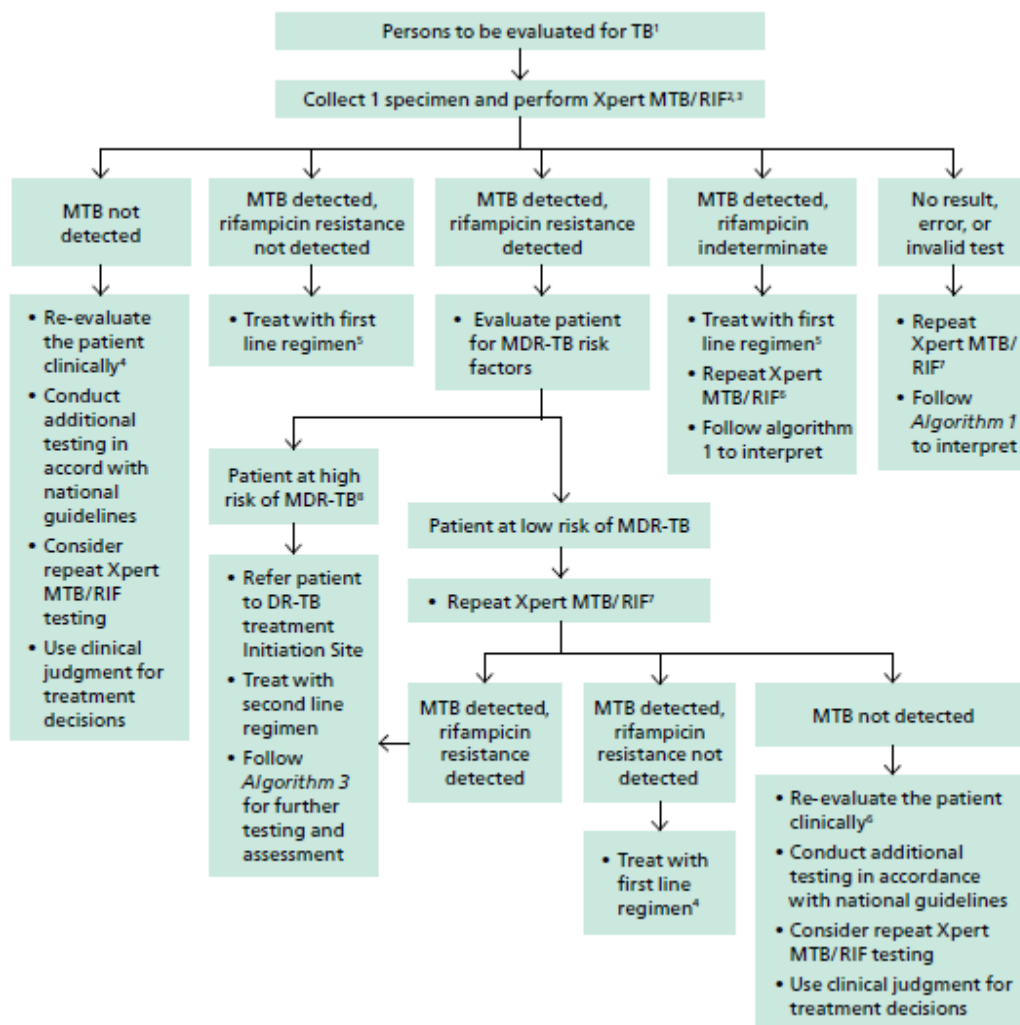 Persons to be evaluated for TB¹
Collect 1 specimen and perform Xpert MTB/RIF²,³
MTB not
detected
MTB detected,
rifampicin resistance
not detected
MTB detected,
rifampicin resistance
detected
MTB detected,
rifampicin
indeterminate
No result,
error, or
invalid test
• Re-evaluate
the patient
clinically⁴
• Conduct
additional
testing in
accord with
national
guidelines
• Consider
repeat Xpert
MTB/RIF
testing
• Use clinical
judgment for
treatment
decisions
• Treat with first
line regimen⁵
• Evaluate patient
for MDR-TB risk
factors
• Treat with first
line regimen⁵
• Repeat Xpert
MTB/RIF⁶
• Follow algorithm
1 to interpret
• Repeat
Xpert MTB/
RIF⁷
• Follow
Algorithm 1
to interpret
Patient at high
risk of MDR-TB⁸
Patient at low risk of MDR-TB
• Refer patient
to DR-TB
treatment
Initiation Site
• Treat with
second line
regimen
• Follow
Algorithm 3
for further
testing and
assessment
• Repeat Xpert MTB/RIF⁷
MTB detected,
rifampicin
resistance
detected
MTB detected,
rifampicin
resistance not
detected
MTB not detected
• Treat with
first line
regimen⁴
• Re-evaluate the patient
clinically⁶
• Conduct additional
testing in accordance
with national guidelines
• Consider repeat Xpert
MTB/RIF testing
• Use clinical judgment for
treatment decisions